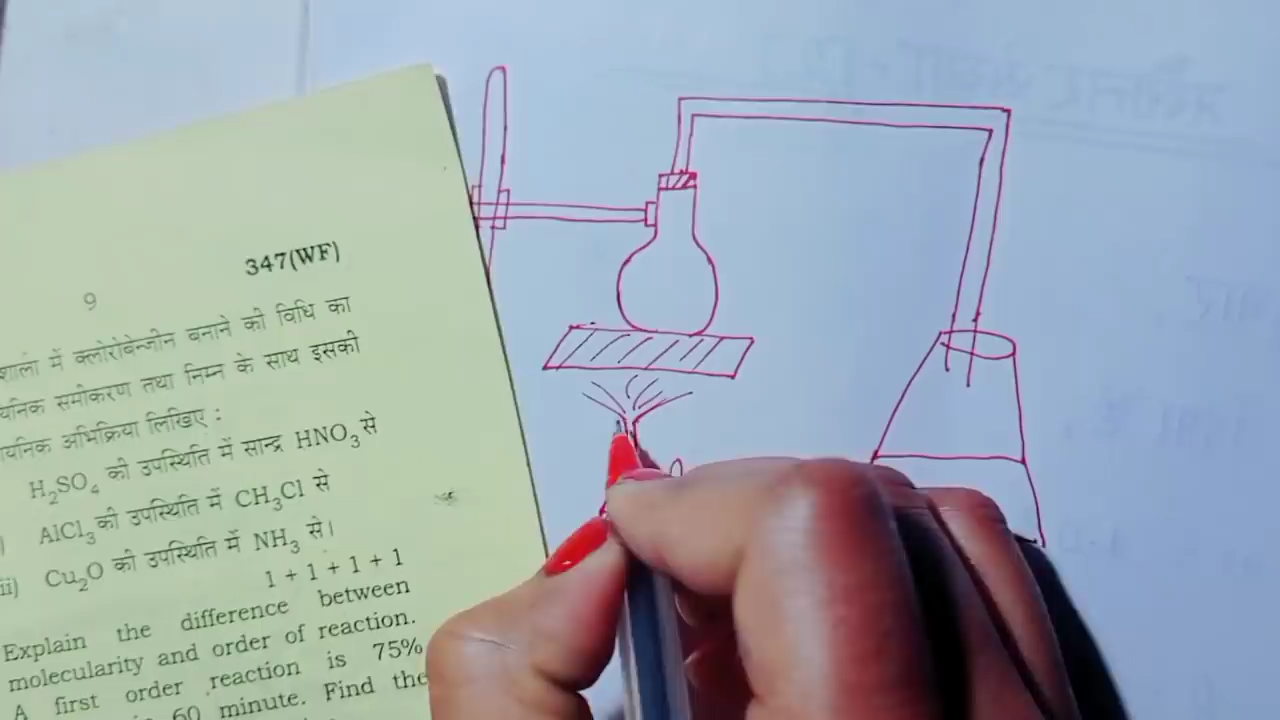 347(WF)
9
में क्लोरोबेन्जीन बनाने की विधि का
समीकरण तथा निम्न के साथ इसकी
अभिक्रिया लिखिए :
H₂SO₄ की उपस्थिति में सान्द्र HNO₃ से
AlCl₃ की उपस्थिति में CH₃Cl से
ii) Cu₂O की उपस्थिति में NH₃ से।
1 + 1 + 1 + 1
Explain the difference between
molecularity and order of reaction.
A first order reaction is 75%
60 minute. Find the